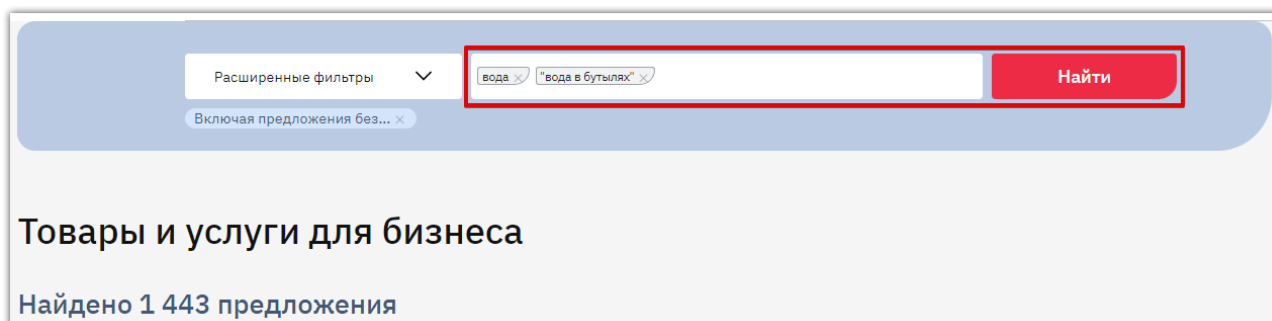 Расширенные фильтры вода "вода в бутылях" Найти
Включая предложения без...
Товары и услуги для бизнеса
Найдено 1 443 предложения